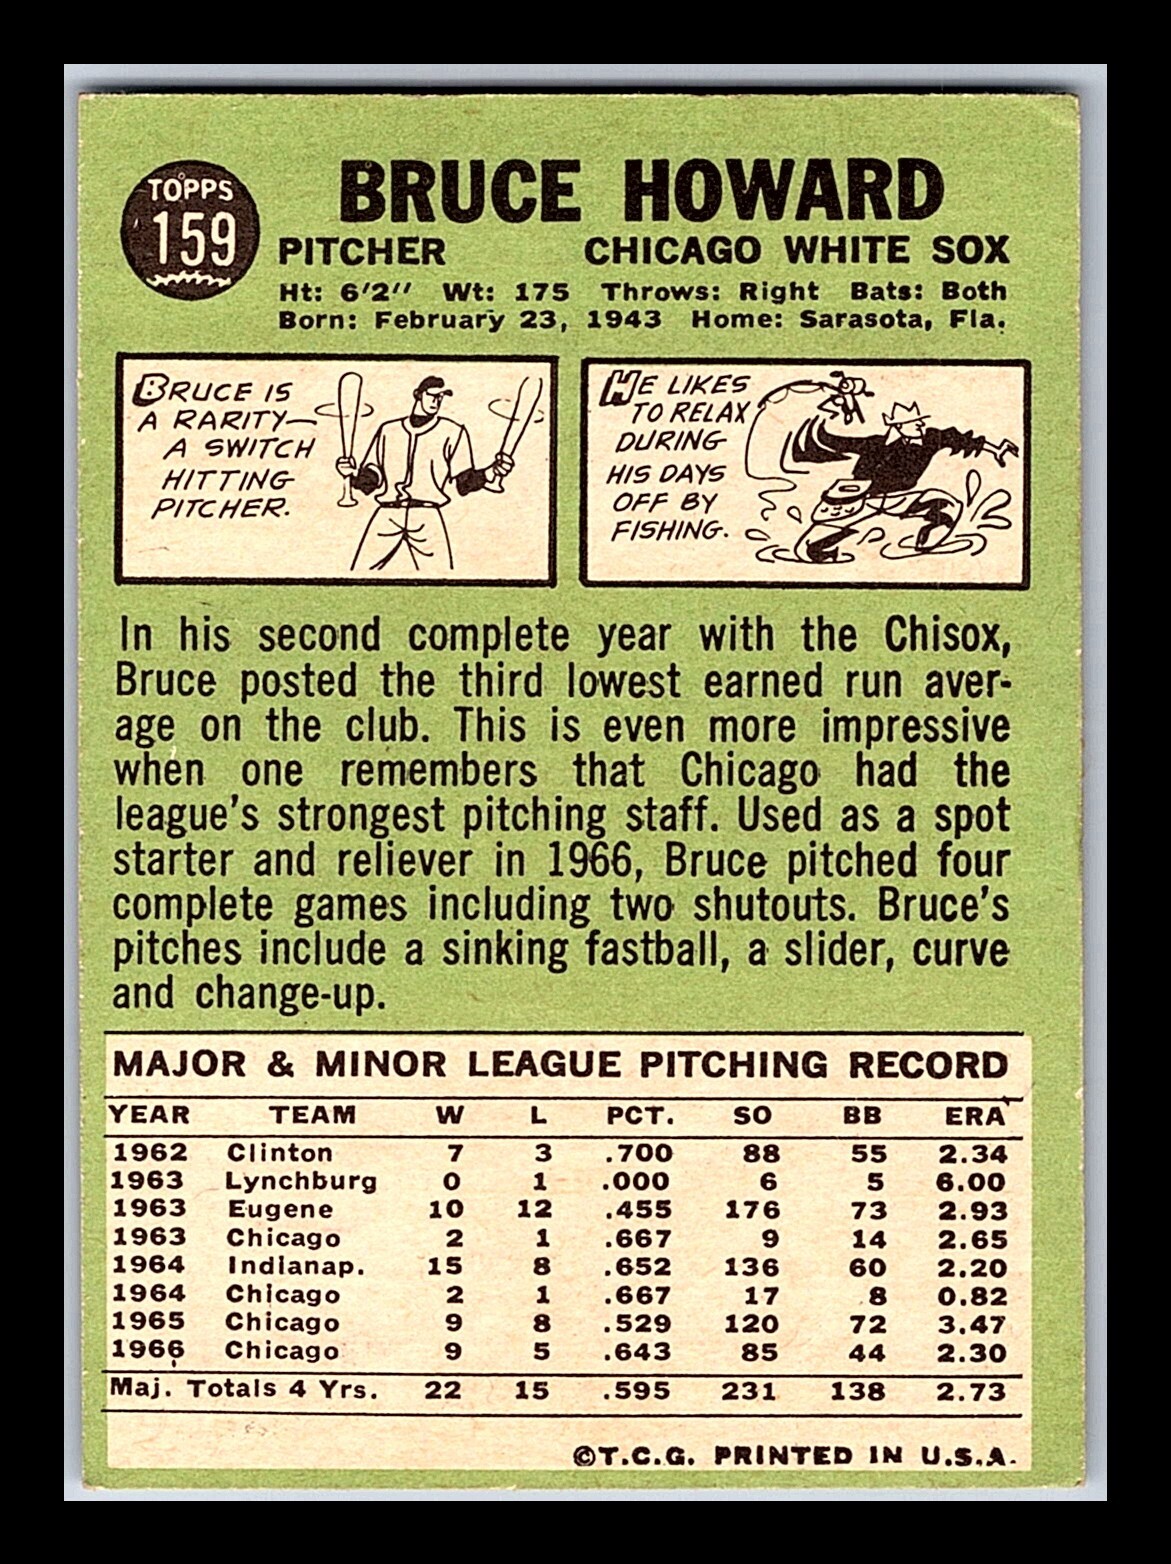 TOPPS
159
BRUCE HOWARD
PITCHER CHICAGO WHITE SOX
Ht: 6'2" Wt: 175 Throws: Right Bats: Both
Born: February 23, 1943 Home: Sarasota, Fla.
BRUCE IS
A RARITY—
A SWITCH
HITTING
PITCHER.
HE LIKES
TO RELAX
DURING
HIS DAYS
OFF BY
FISHING.
In his second complete year with the Chisox,
Bruce posted the third lowest earned run aver-
age on the club. This is even more impressive
when one remembers that Chicago had the
league's strongest pitching staff. Used as a spot
starter and reliever in 1966, Bruce pitched four
complete games including two shutouts. Bruce's
pitches include a sinking fastball, a slider, curve
and change-up.
MAJOR & MINOR LEAGUE PITCHING RECORD
YEAR TEAM W L PCT. SO BB ERA
1962 Clinton 7 3 .700 88 55 2.34
1963 Lynchburg 0 1 .000 6 5 6.00
1963 Eugene 10 12 .455 176 73 2.93
1963 Chicago 2 1 .667 9 14 2.65
1964 Indianap. 15 8 .652 136 60 2.20
1964 Chicago 2 1 .667 17 8 0.82
1965 Chicago 9 8 .529 120 72 3.47
1966 Chicago 9 5 .643 85 44 2.30
Maj. Totals 4 Yrs. 22 15 .595 231 138 2.73
©T.C.G. PRINTED IN U.S.A.